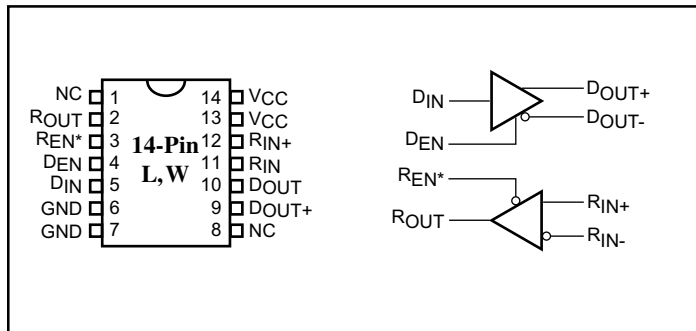 NC 1 14 VCC
ROUT 2 13 VCC
REN* 3 12 RIN+
DEN 4 11 RIN
DIN 5 10 DOUT
GND 6 9 DOUT+
GND 7 8 NC
14-Pin
L,W
DIN
DEN
DOUT+
DOUT-
REN*
ROUT
RIN+
RIN-